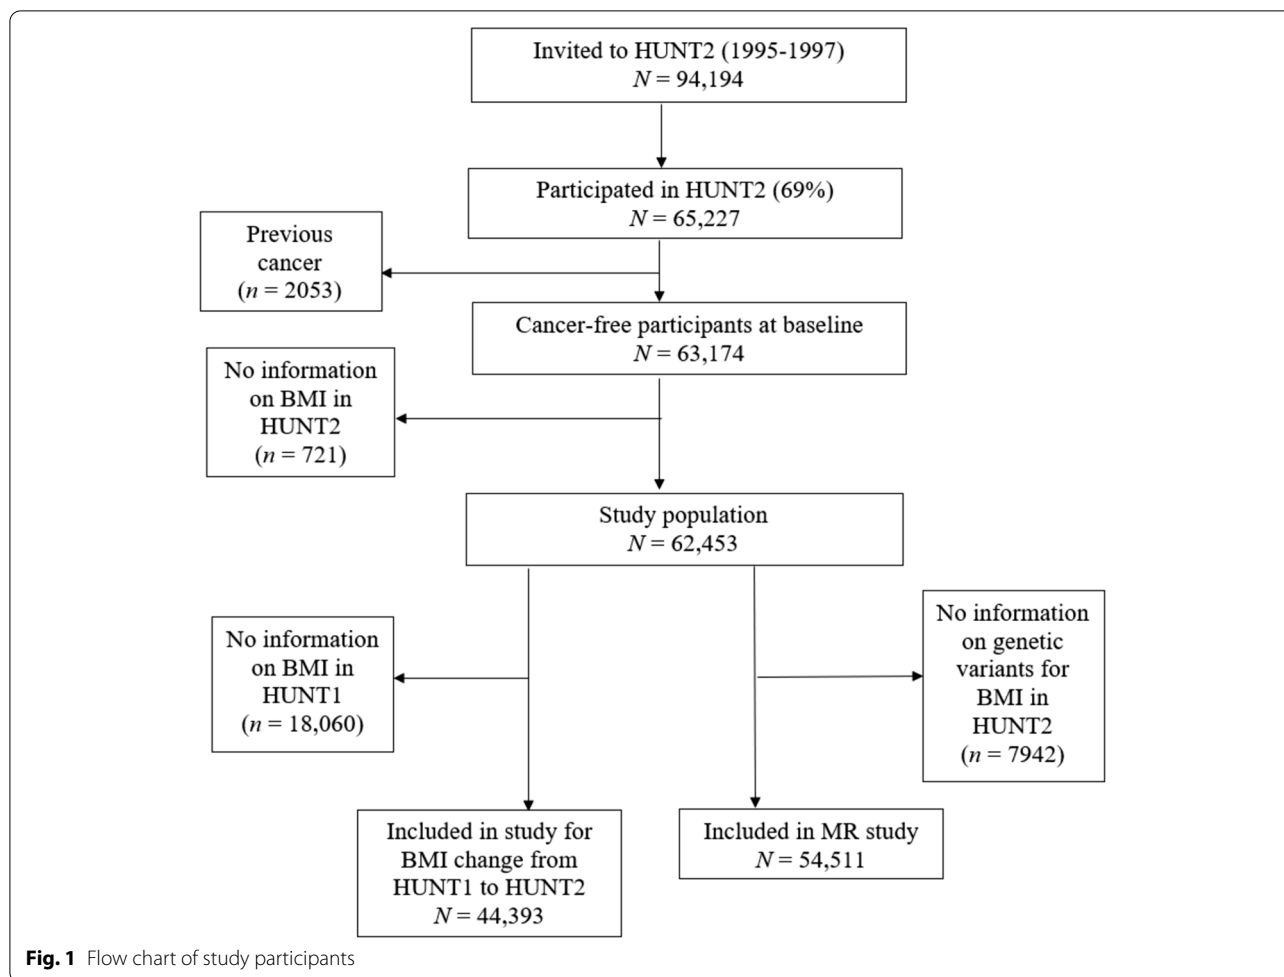 Invited to HUNT2 (1995-1997)
N = 94,194
Participated in HUNT2 (69%)
N = 65,227
Previous
cancer
(n = 2053)
Cancer-free participants at baseline
N = 63,174
No information
on BMI in
HUNT2
(n = 721)
Study population
N = 62,453
No information
on BMI in
HUNT1
(n = 18,060)
No information
on genetic
variants for
BMI in
HUNT2
(n = 7942)
Included in study for
BMI change from
HUNT1 to HUNT2
N = 44,393
Included in MR study
N = 54,511
Fig. 1 Flow chart of study participants